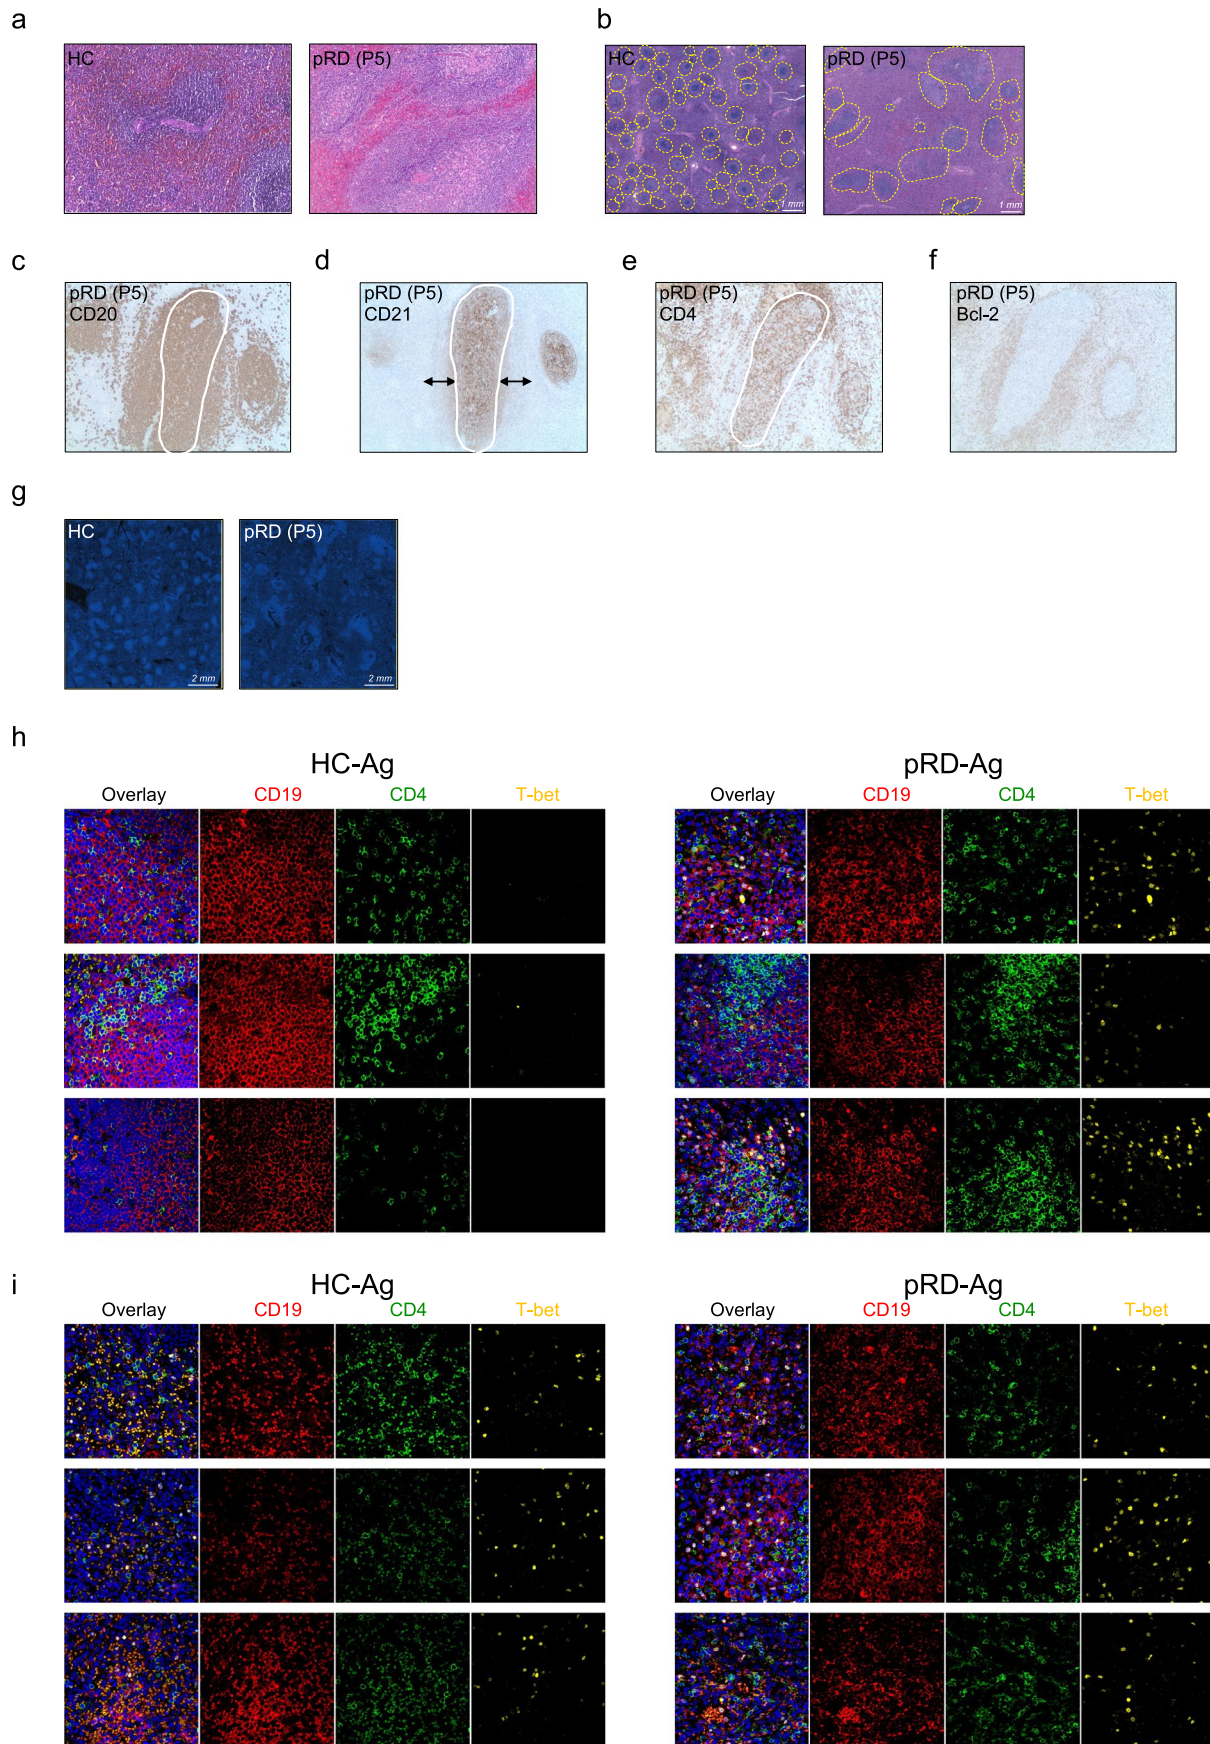 a
b
HC
pRD (P5)
HC
pRD (P5)
1 mm
1 mm
c
d
e
f
pRD (P5)
CD20
pRD (P5)
CD21
pRD (P5)
CD4
pRD (P5)
Bcl-2
g
HC
pRD (P5)
2 mm
2 mm
h
HC-Ag
pRD-Ag
Overlay CD19 CD4 T-bet
Overlay CD19 CD4 T-bet
i
HC-Ag
pRD-Ag
Overlay CD19 CD4 T-bet
Overlay CD19 CD4 T-bet